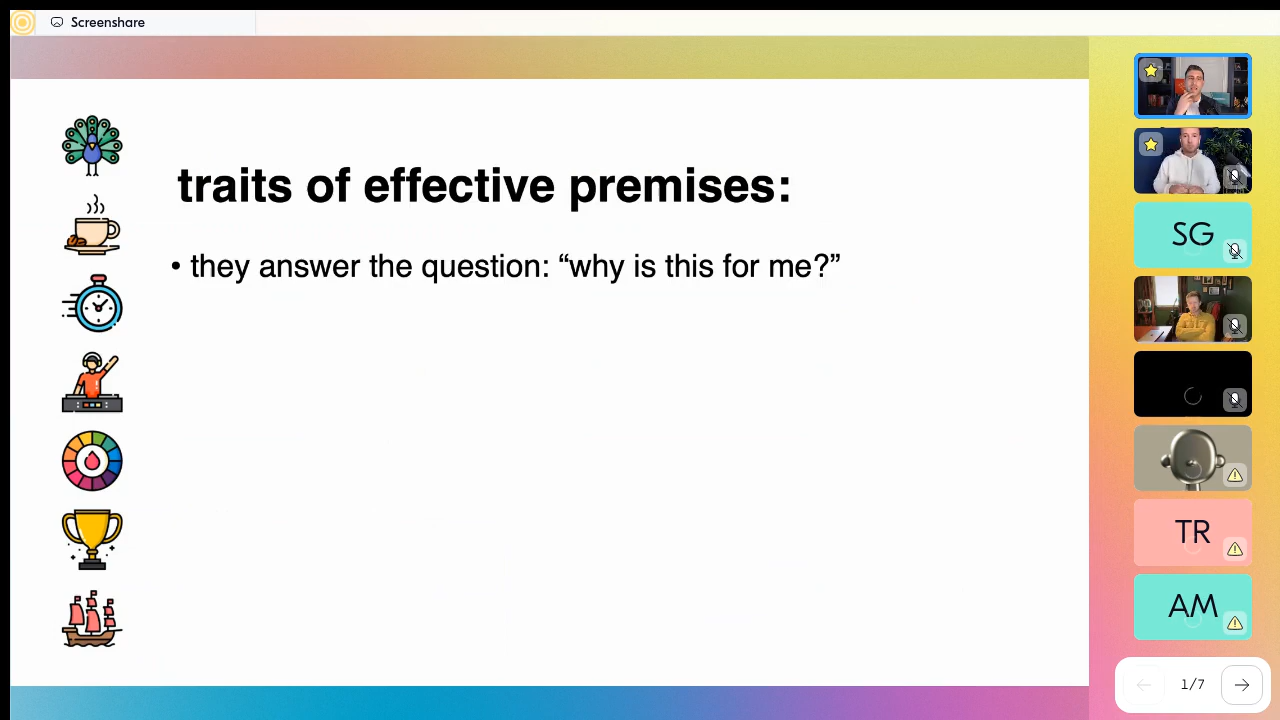 Screenshare
traits of effective premises:
• they answer the question: “why is this for me?”
SG
TR
AM
1/7